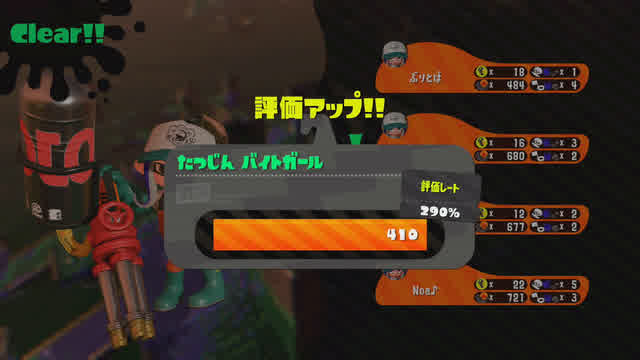 Clear!!
評価アップ!!
たつじん バイトガール
評価レート
290%
410
ぷりとは
x 18 x 1
x 484 x 4
x 16 x 3
x 680 x 2
x 12 x 2
x 677 x 2
Noa♪
x 22 x 5
x 721 x 3